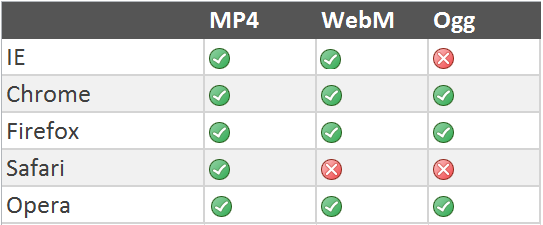 MP4 WebM Ogg
IE
Chrome
Firefox
Safari
Opera